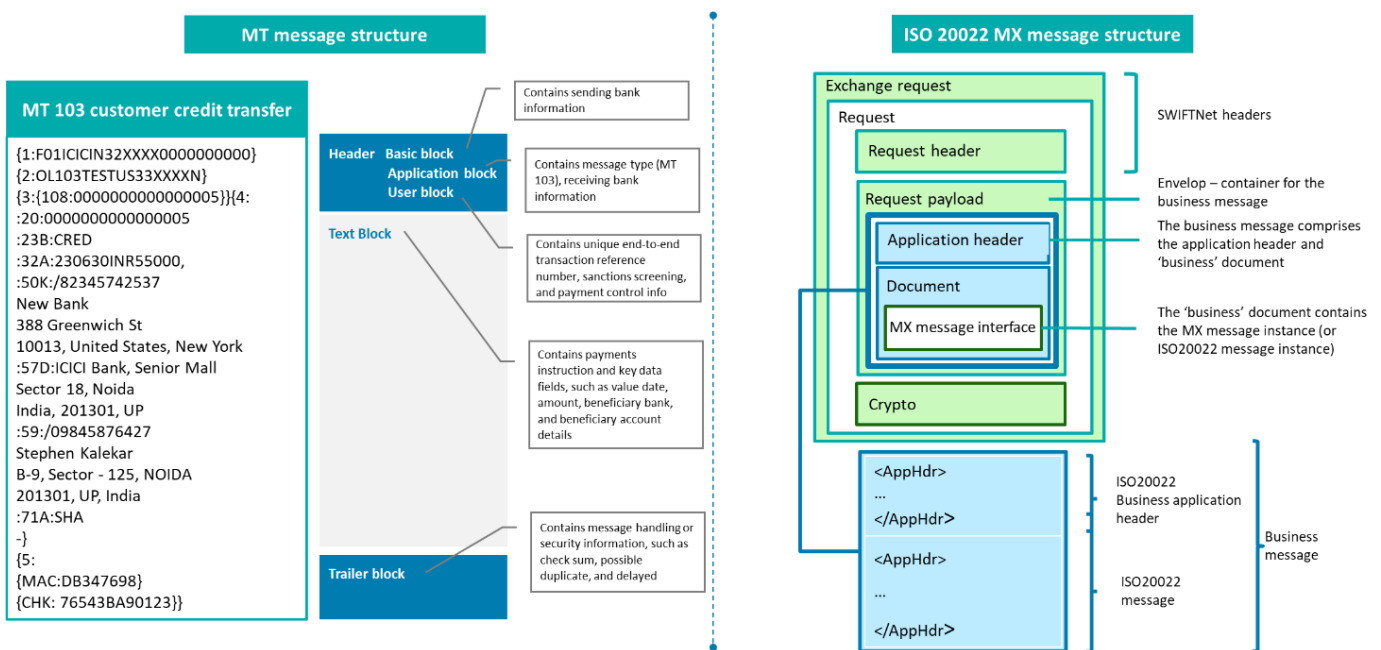 MT message structure
MT 103 customer credit transfer
{1:F01ICICIN32XXXX0000000000}
{2:OL103TESTUS33XXXXN}
{3:{108:0000000000000005}}{4:
:20:0000000000000005
:23B:CRED
:32A:230630INR55000,
:50K:/82345742537
New Bank
388 Greenwich St
10013, United States, New York
:57D:ICICI Bank, Senior Mall
Sector 18, Noida
India, 201301, UP
:59:/09845876427
Stephen Kalekar
B-9, Sector - 125, NOIDA
201301, UP, India
:71A:SHA
-}
{5:
{MAC:DB347698}
{CHK: 76543BA90123}}
Header Basic block
Application block
User block
Text Block
Trailer block
Contains sending bank
information
Contains message type (MT
103), receiving bank
information
Contains unique end-to-end
transaction reference
number, sanctions screening,
and payment control info
Contains payments
instruction and key data
fields, such as value date,
amount, beneficiary bank,
and beneficiary account
details
Contains message handling or
security information, such as
check sum, possible
duplicate, and delayed
ISO 20022 MX message structure
Exchange request
Request
Request header
Request payload
Application header
Document
MX message interface
Crypto
SWIFTNet headers
Envelop – container for the
business message
The business message comprises
the application header and
‘business’ document
The ‘business’ document contains
the MX message instance (or
ISO20022 message instance)
<AppHdr>
...
</AppHdr>
<AppHdr>
...
</AppHdr>
ISO20022
Business application
header
ISO20022
message
Business
message